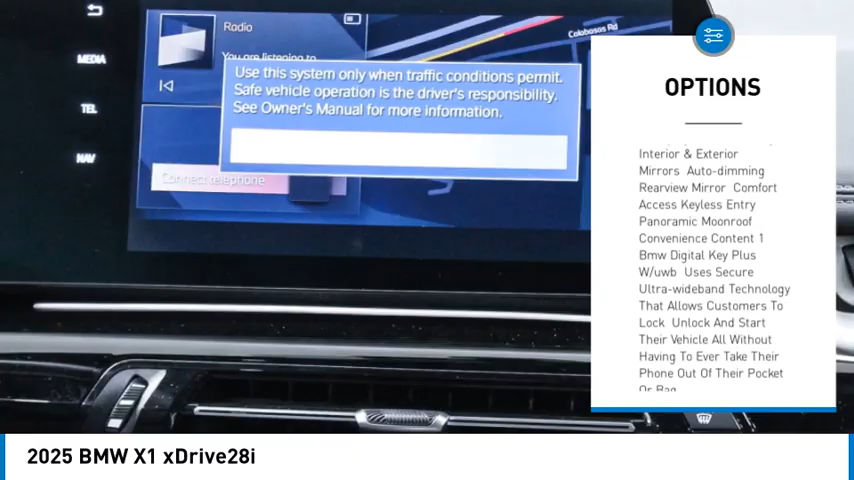 Radio
You are listening to
Calabasas Rd
MEDIA
TEL
NAV
Use this system only when traffic conditions permit.
Safe vehicle operation is the driver's responsibility.
See Owner's Manual for more information.
Connect telephone
OPTIONS
Interior & Exterior
Mirrors Auto-dimming
Rearview Mirror Comfort
Access Keyless Entry
Panoramic Moonroof
Convenience Content 1
Bmw Digital Key Plus
W/uwb Uses Secure
Ultra-wideband Technology
That Allows Customers To
Lock Unlock And Start
Their Vehicle All Without
Having To Ever Take Their
Phone Out Of Their Pocket
Or Bag
2025 BMW X1 xDrive28i